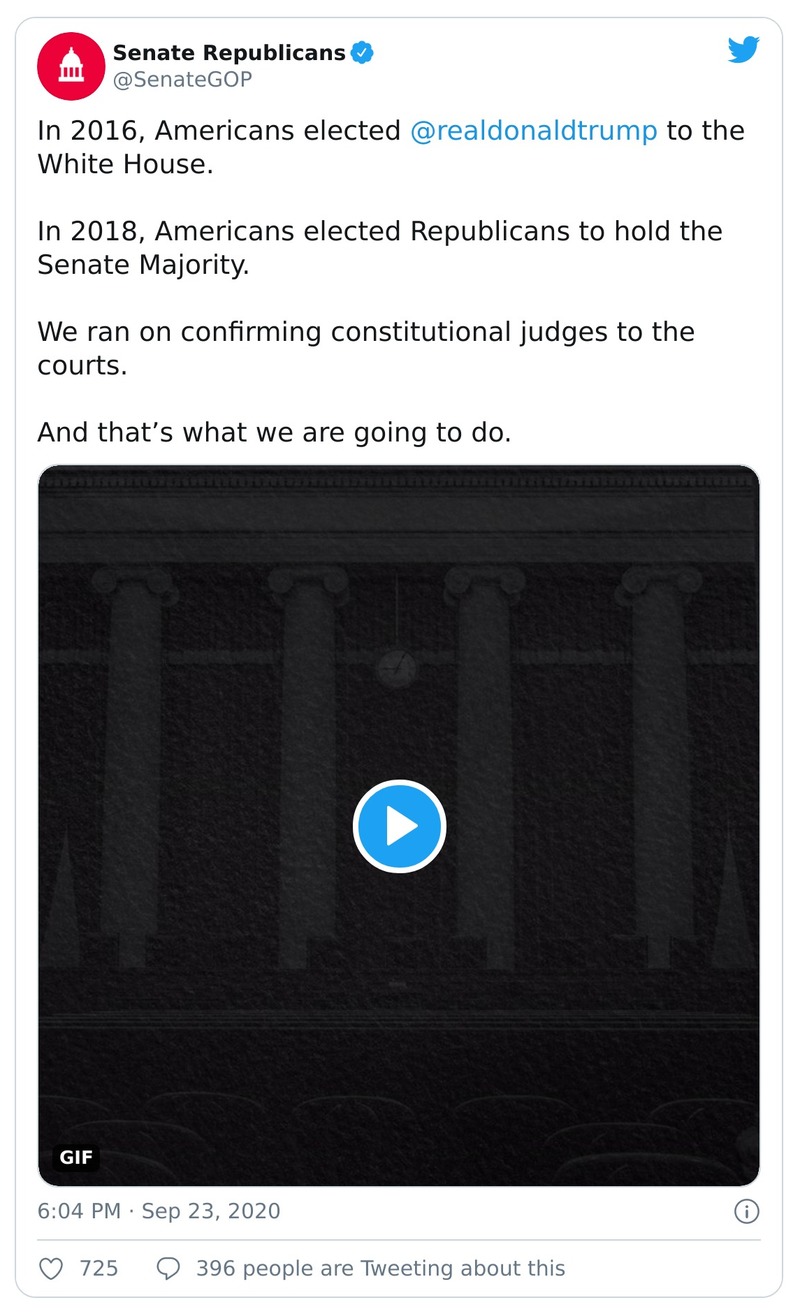 Senate Republicans
@SenateGOP
In 2016, Americans elected @realdonaldtrump to the
White House.
In 2018, Americans elected Republicans to hold the
Senate Majority.
We ran on confirming constitutional judges to the
courts.
And that’s what we are going to do.
GIF
6:04 PM · Sep 23, 2020
725 396 people are Tweeting about this